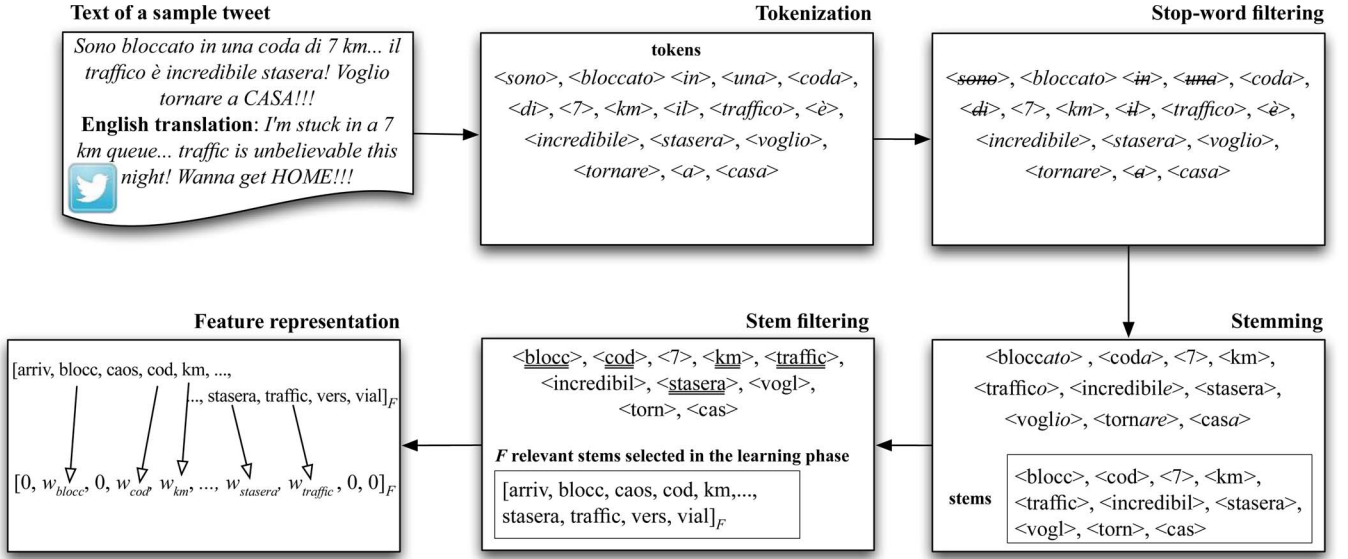 Text of a sample tweet
Sono bloccato in una coda di 7 km... il
traffico è incredibile stasera! Voglio
tornare a CASA!!!
English translation: I'm stuck in a 7
km queue... traffic is unbelievable this
night! Wanna get HOME!!!
Tokenization
tokens
<sono>, <bloccato> <in>, <una>, <coda>,
<di>, <7>, <km>, <il>, <traffico>, <è>,
<incredibile>, <stasera>, <voglio>,
<tornare>, <a>, <casa>
Stop-word filtering
<sono>, <bloccato> <in>, <una>, <coda>,
<di>, <7>, <km>, <il>, <traffico>, <è>,
<incredibile>, <stasera>, <voglio>,
<tornare>, <a>, <casa>
Stemming
<bloccato> , <coda>, <7>, <km>,
<traffico>, <incredibile>, <stasera>,
<voglio>, <tornare>, <casa>
stems
<blocc>, <cod>, <7>, <km>,
<traffic>, <incredibil>, <stasera>,
<vogl>, <torn>, <cas>
Stem filtering
<blocc>, <cod>, <7>, <km>, <traffic>,
<incredibil>, <stasera>, <vogl>,
<torn>, <cas>
F relevant stems selected in the learning phase
[arriv, blocc, caos, cod, km,...,
stasera, traffic, vers, vial]F
Feature representation
[arriv, blocc, caos, cod, km, ...,
..., stasera, traffic, vers, vial]F
[0, wblocc, 0, wcod, wkm, ..., wstasera, wtraffic, 0, 0]F